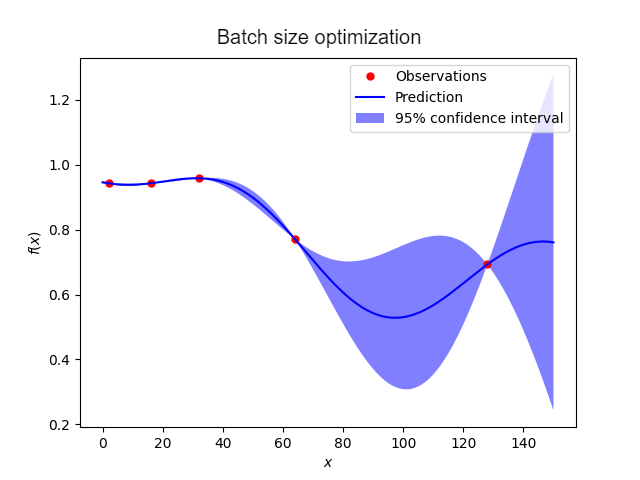 Batch size optimization
Observations
Prediction
95% confidence interval
1.2
1.0
0.8
0.6
0.4
0.2
f(x)
0 20 40 60 80 100 120 140
x